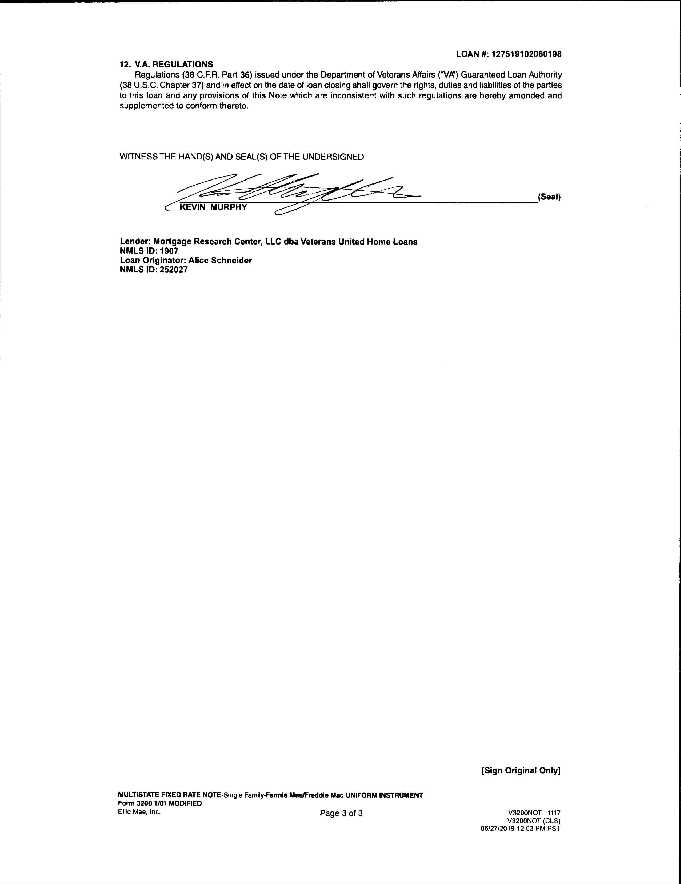 LOAN #: 127519102060198
12. V.A. REGULATIONS
Regulations (38 C.F.R. Part 36) issued under the Department of Veterans Affairs ("VA") Guaranteed Loan Authority
(38 U.S.C. Chapter 37) and in effect on the date of loan closing shall govern the rights, duties and liabilities of the parties
to this loan and any provisions of this Note which are inconsistent with such regulations are hereby amended and
supplemented to conform thereto.
WITNESS THE HAND(S) AND SEAL(S) OF THE UNDERSIGNED
(Seal)
KEVIN MURPHY
Lender: Mortgage Research Center, LLC dba Veterans United Home Loans
NMLS ID: 1907
Loan Originator: Alice Schneider
NMLS ID: 252027
[Sign Original Only]
MULTISTATE FIXED RATE NOTE-Single Family-Fannie Mae/Freddie Mac UNIFORM INSTRUMENT
Form 3200 1/01 MODIFIED
Ellie Mae, Inc.
Page 3 of 3
V3200NOT 1117
V3200NOT (CLS)
06/27/2019 12:03 PM PST